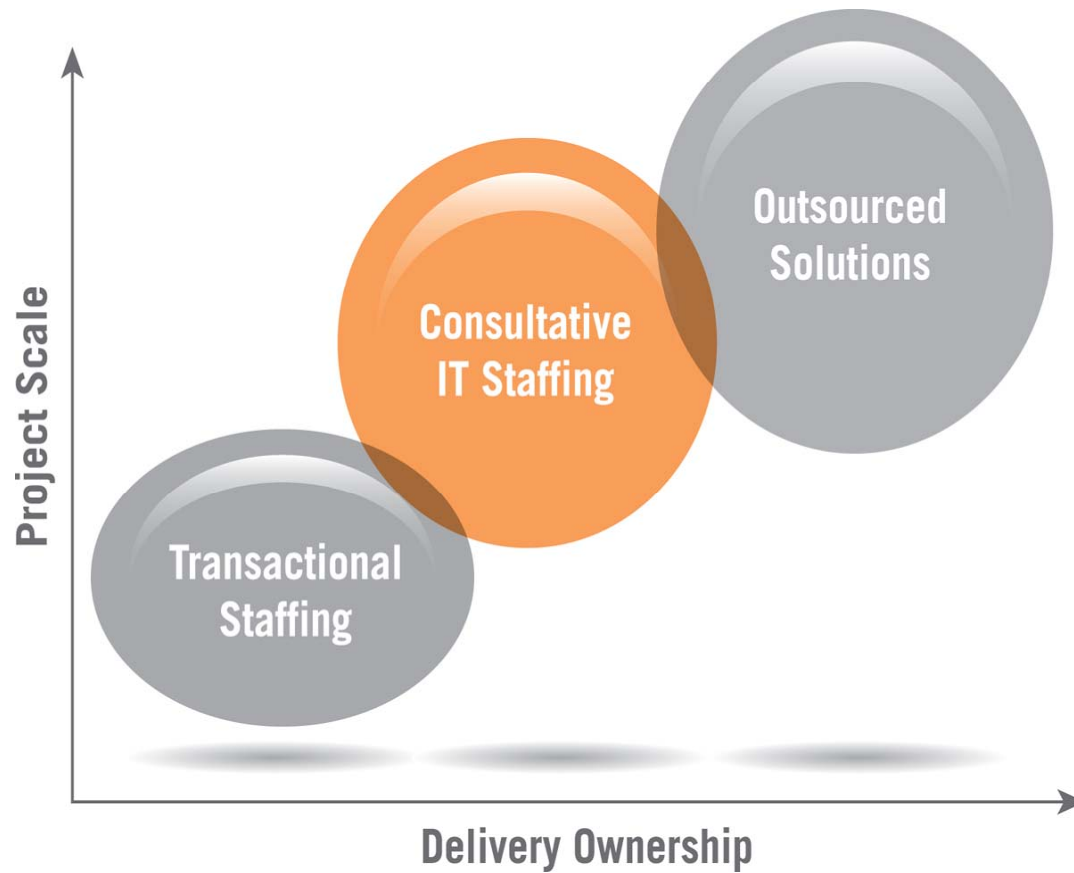 Project Scale
Outsourced
Solutions
Consultative
IT Staffing
Transactional
Staffing
Delivery Ownership